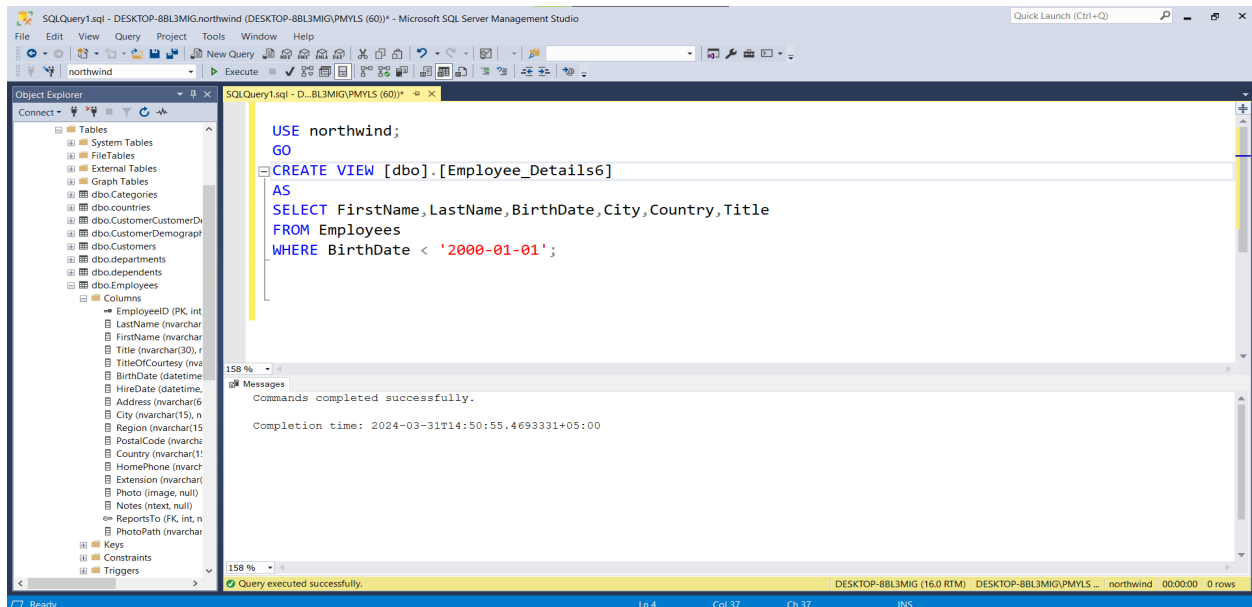 SQLQuery1.sql - DESKTOP-8BL3MIG.northwind (DESKTOP-8BL3MIG\PMYLS (60))* - Microsoft SQL Server Management Studio
Quick Launch (Ctrl+Q)
File Edit View Query Project Tools Window Help
New Query
northwind
Execute
Object Explorer
SQLQuery1.sql - D...BL3MIG\PMYLS (60))*
Connect
Tables
System Tables
FileTables
External Tables
Graph Tables
dbo.Categories
dbo.countries
dbo.CustomerCustomerDe
dbo.CustomerDemograph
dbo.Customers
dbo.departments
dbo.dependents
dbo.Employees
Columns
EmployeeID (PK, int
LastName (nvarchar
FirstName (nvarchar
Title (nvarchar(30), r
TitleOfCourtesy (nva
BirthDate (datetime
HireDate (datetime,
Address (nvarchar(6
City (nvarchar(15), n
Region (nvarchar(15
PostalCode (nvarcha
Country (nvarchar(15
HomePhone (nvarch
Extension (nvarchar(
Photo (image, null)
Notes (ntext, null)
ReportsTo (FK, int, n
PhotoPath (nvarchar
Keys
Constraints
Triggers
USE northwind;
GO
CREATE VIEW [dbo].[Employee_Details6]
AS
SELECT FirstName,LastName,BirthDate,City,Country,Title
FROM Employees
WHERE BirthDate < '2000-01-01';
158 %
Messages
Commands completed successfully.
Completion time: 2024-03-31T14:50:55.4693331+05:00
158 %
Query executed successfully.
DESKTOP-8BL3MIG (16.0 RTM) DESKTOP-8BL3MIG\PMYLS ... northwind 00:00:00 0 rows
Ready Ln 4 Col 37 Ch 37 INS